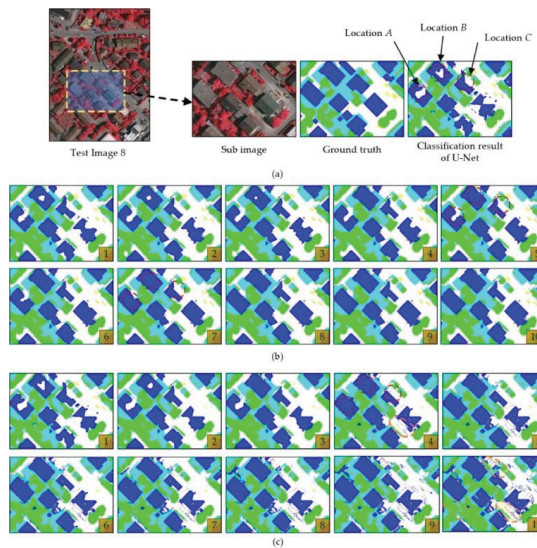 Location B
Location A
Location C
Test Image 8
Sub image
Ground truth
Classification result
of U-Net
(a)
1
2
3
4
6
7
8
9
(b)
1
2
3
4
6
7
8
9
(c)